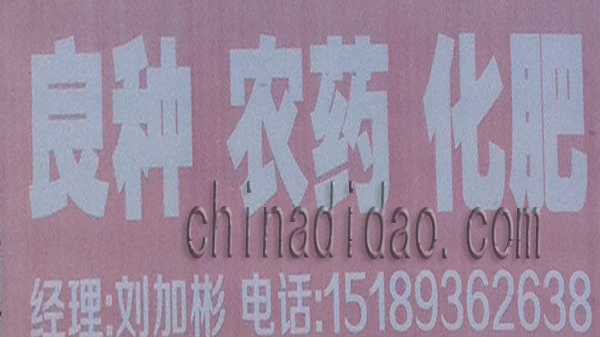 良种 农药 化肥
chinadidao.com
经理:刘加彬 电话:15189362638